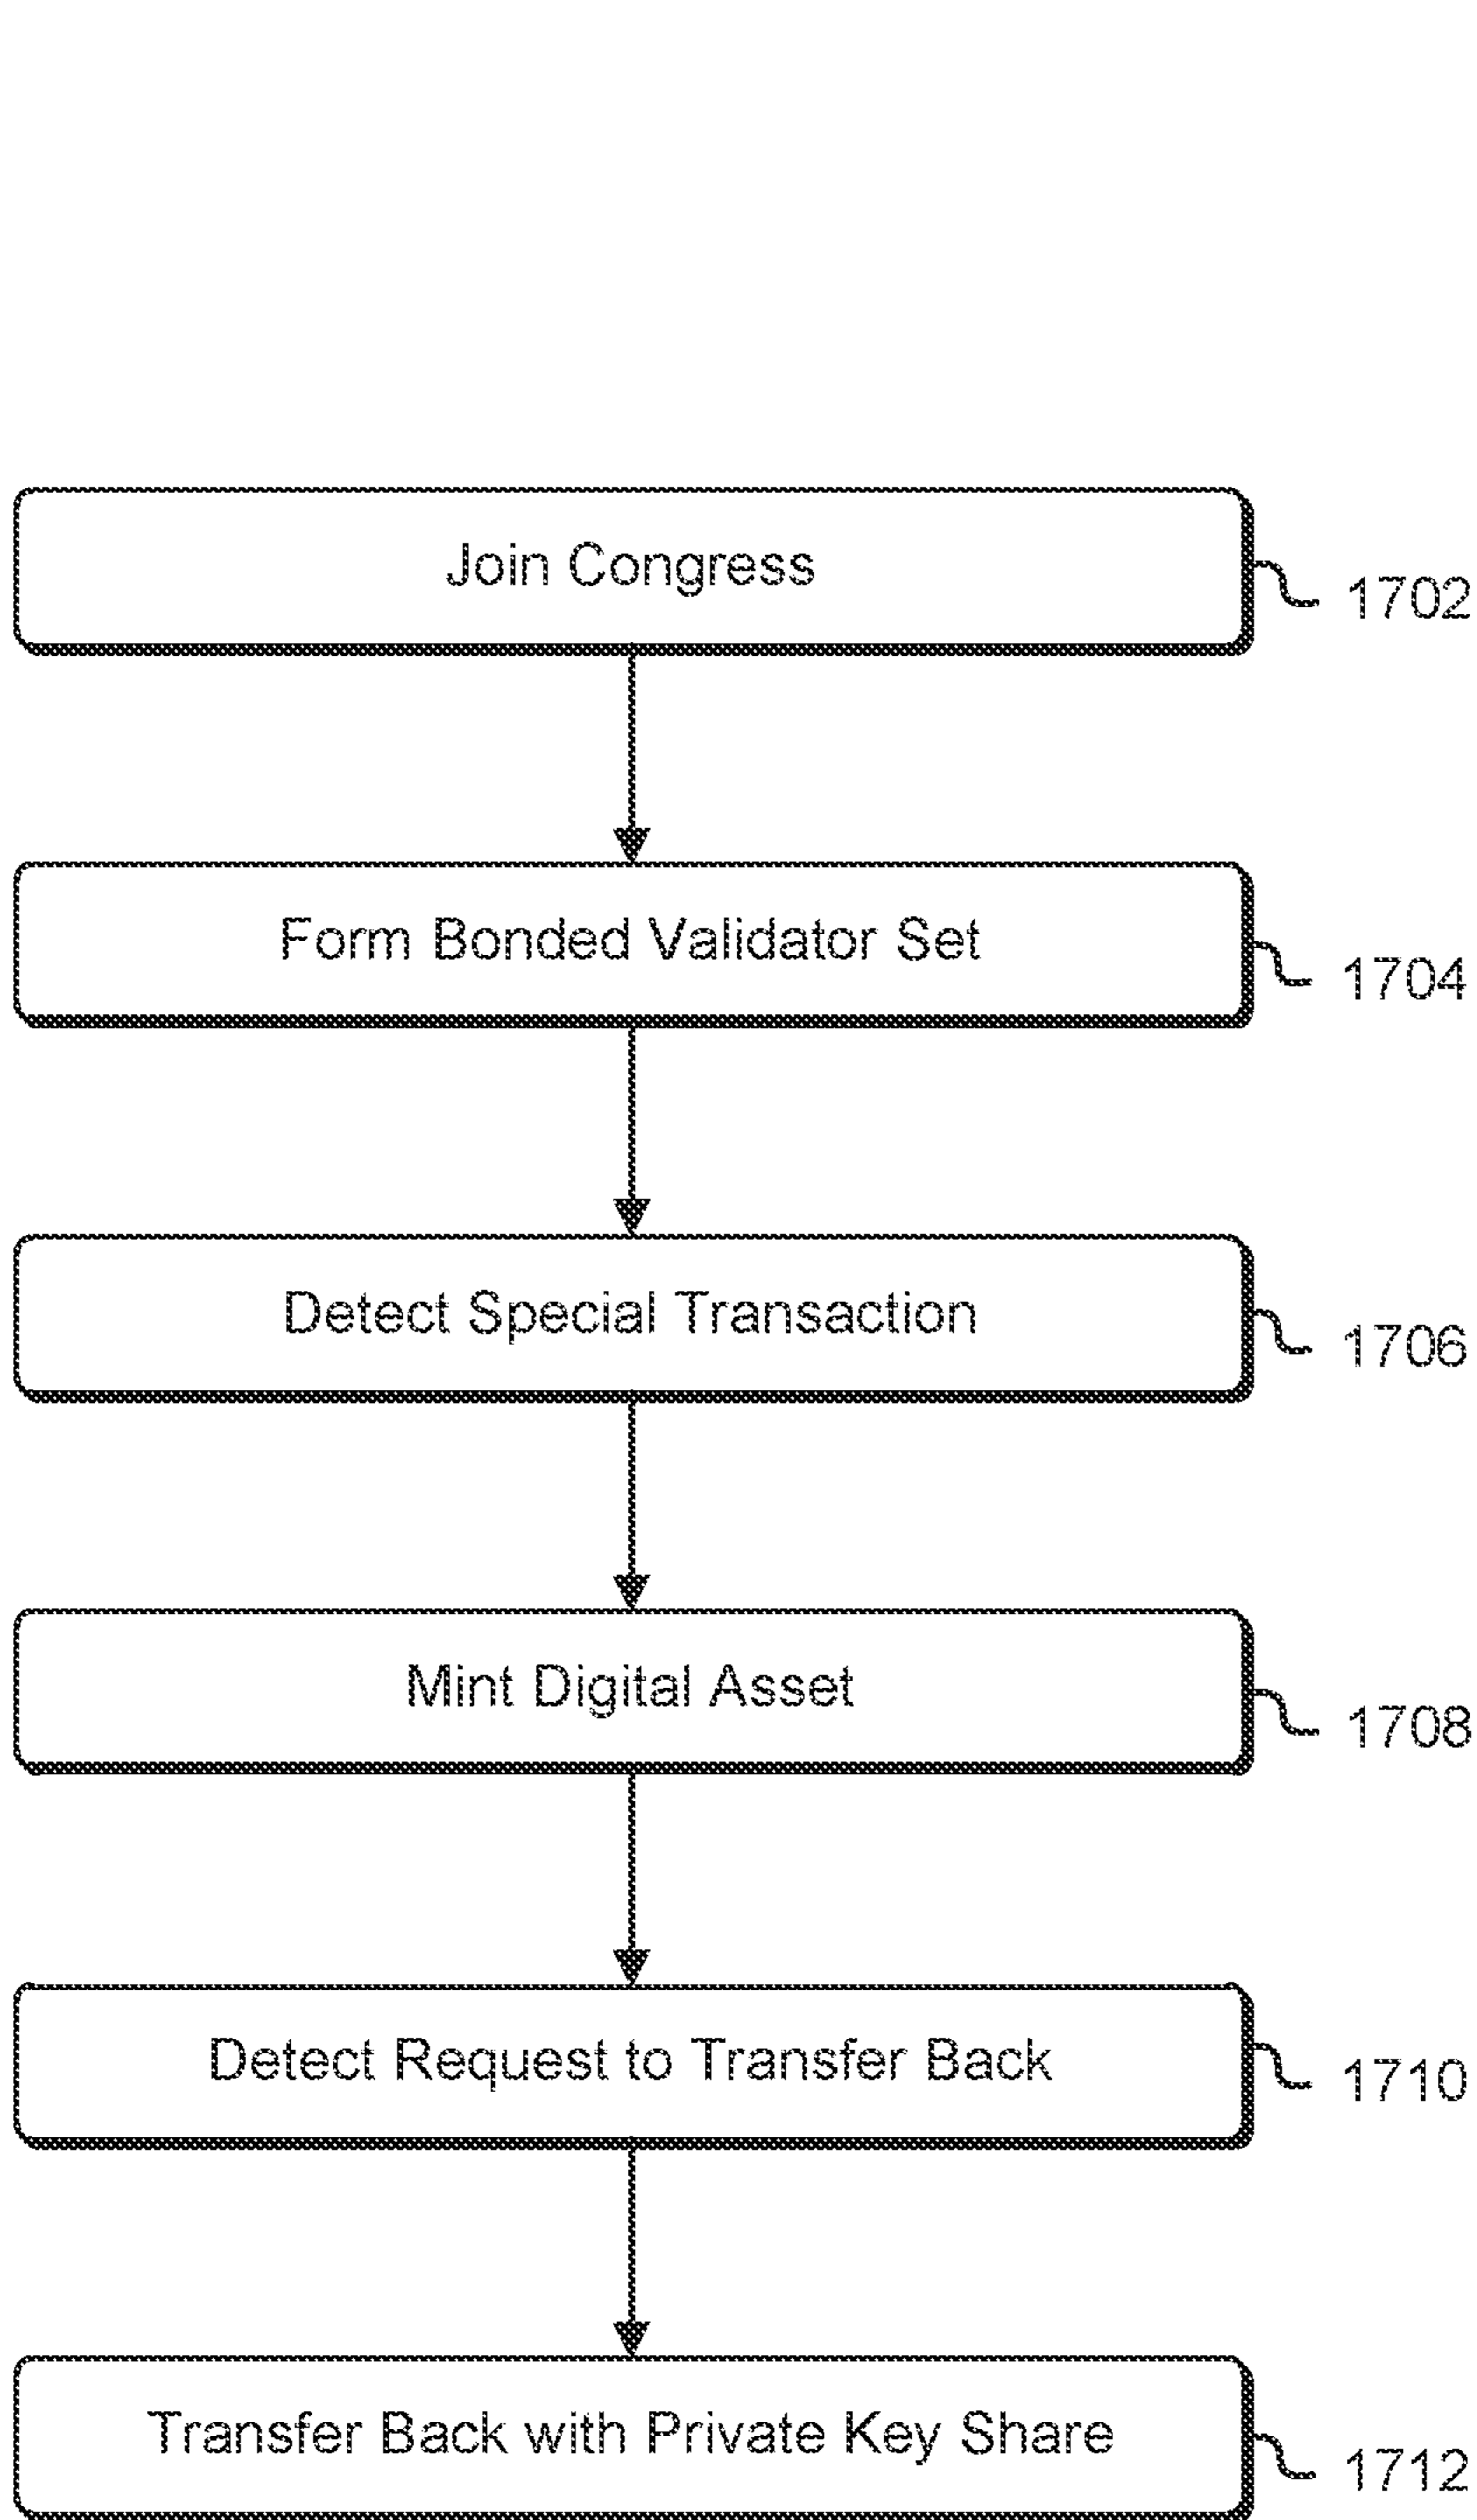 Join Congress
1702
Form Bonded Validator Set
1704
Detect Special Transaction
1706
Mint Digital Asset
1708
Detect Request to Transfer Back
1710
Transfer Back with Private Key Share
1712